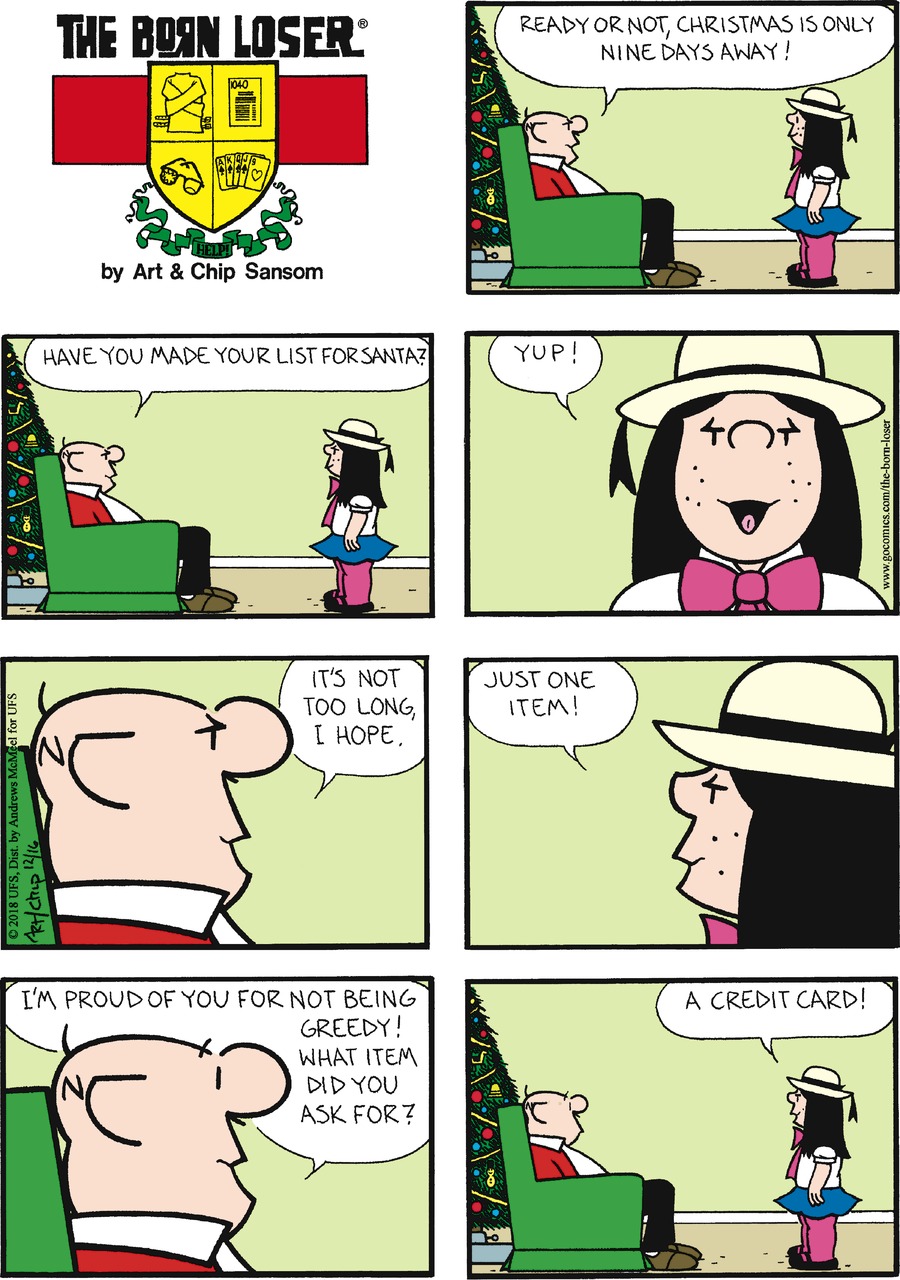 THE BORN LOSER®
1040
A K Q J 9
HELP!
by Art & Chip Sansom
READY OR NOT, CHRISTMAS IS ONLY
NINE DAYS AWAY!
HAVE YOU MADE YOUR LIST FOR SANTA?
YUP!
www.gocomics.com/the-born-loser
© 2018 UFS, Dist. by Andrews McMeel for UFS
ART/CHIP 12/16
IT'S NOT
TOO LONG,
I HOPE.
JUST ONE
ITEM!
I'M PROUD OF YOU FOR NOT BEING
GREEDY!
WHAT ITEM
DID YOU
ASK FOR?
A CREDIT CARD!